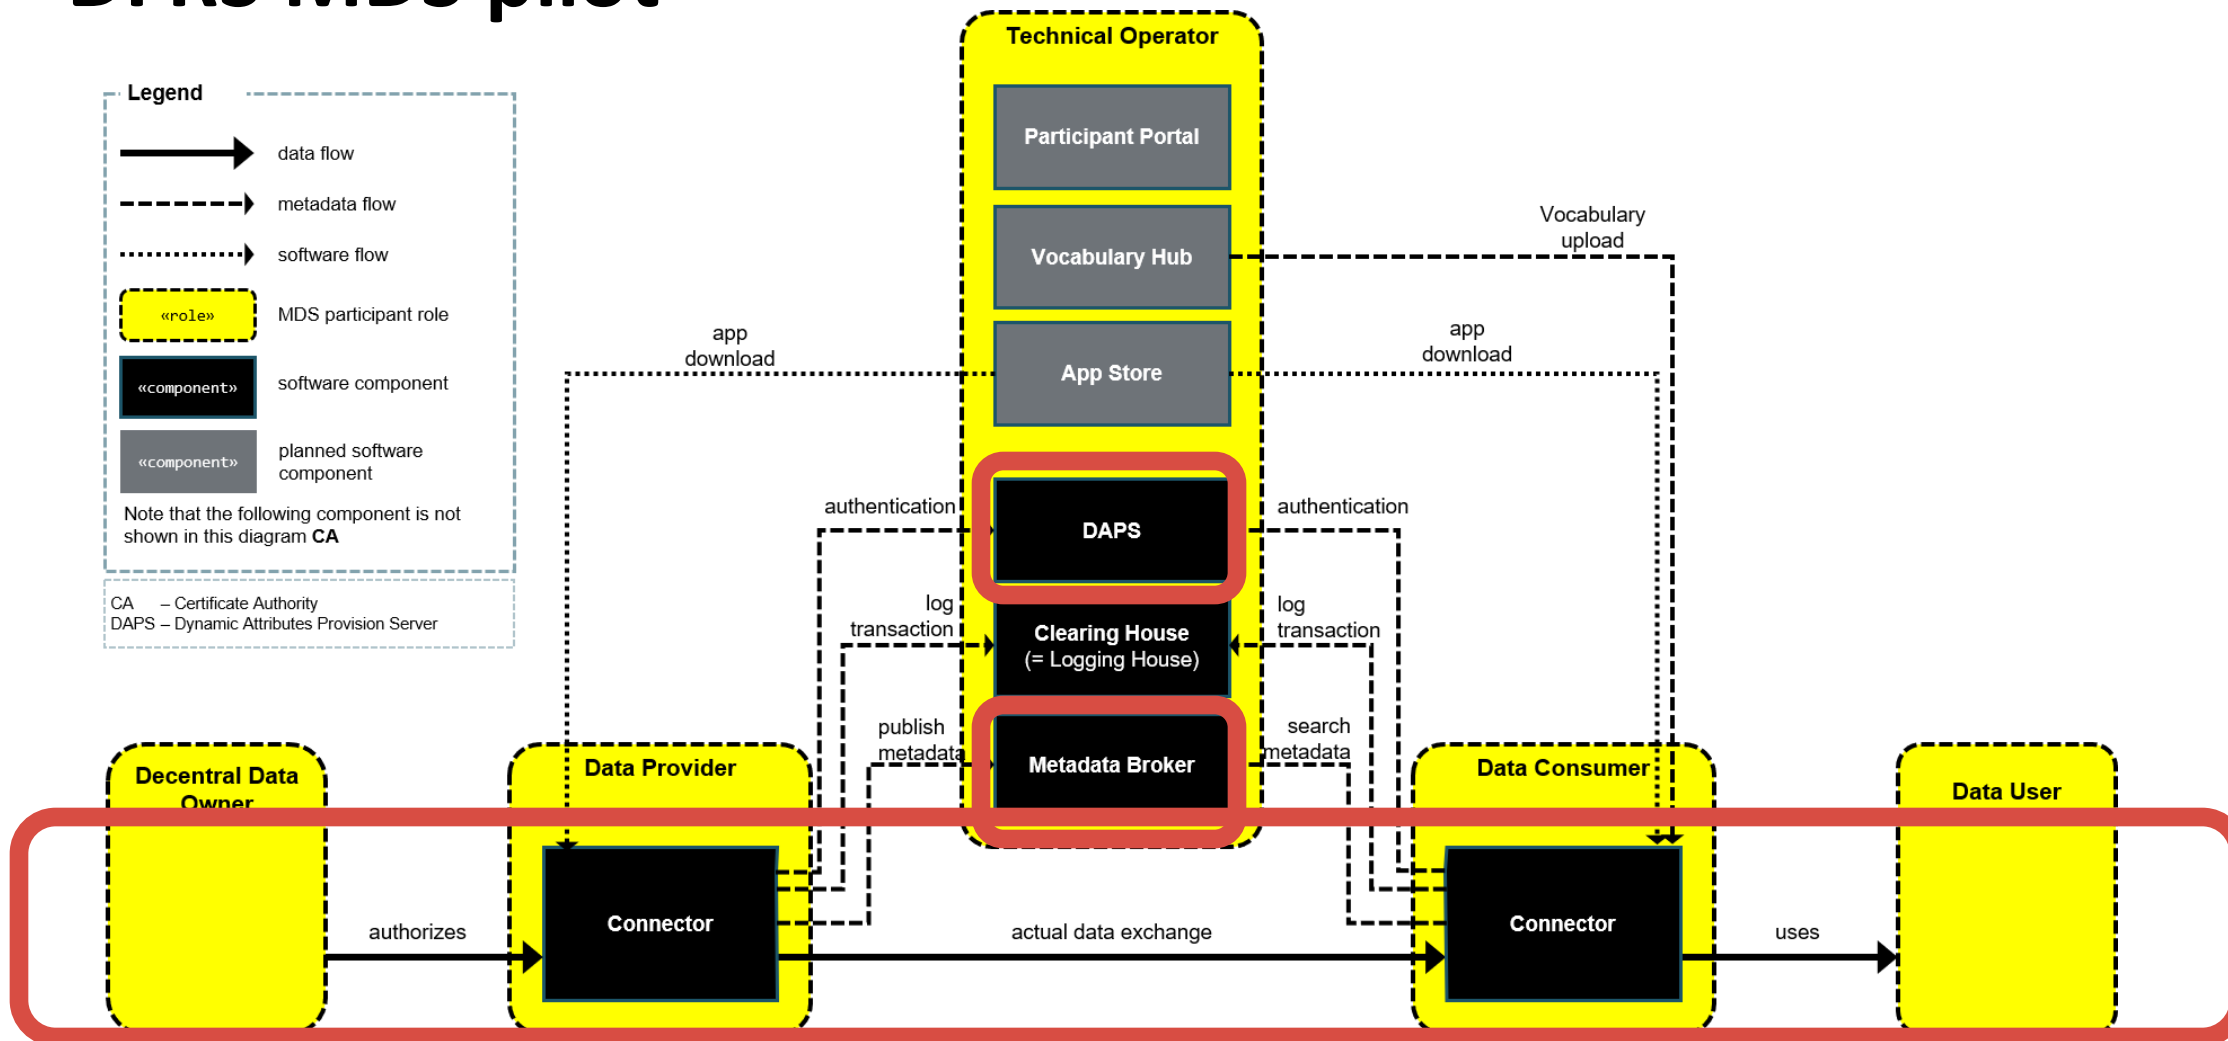 MDS pilot
Technical Operator
Legend
data flow
metadata flow
software flow
«role»
MDS participant role
«component»
software component
«component»
planned software
component
Note that the following component is not
shown in this diagram CA
CA – Certificate Authority
DAPS – Dynamic Attributes Provision Server
Participant Portal
Vocabulary Hub
Vocabulary
upload
App Store
app
download
app
download
authentication
DAPS
authentication
log
transaction
Clearing House
(= Logging House)
log
transaction
publish
metadata
Metadata Broker
search
metadata
Decentral Data
Owner
Data Provider
Data Consumer
Data User
authorizes
Connector
actual data exchange
Connector
uses